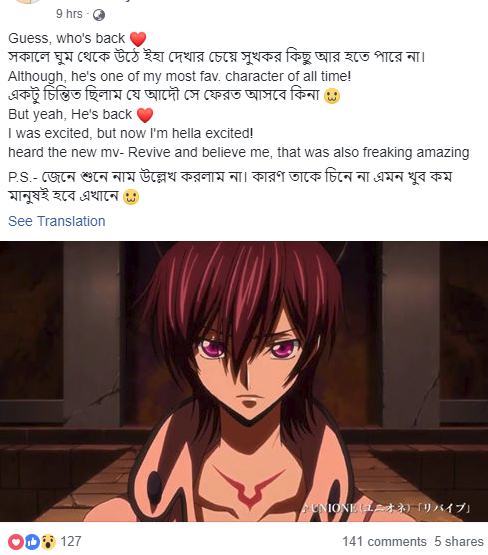 9 hrs ·
Guess, who's back ❤️
সকালে ঘুম থেকে উঠে ইহা দেখার চেয়ে সুখকর কিছু আর হতে পারে না।
Although, he's one of my most fav. character of all time!
একটু চিন্তিত ছিলাম যে আদৌ সে ফেরত আসবে কিনা
But yeah, He's back ❤️
I was excited, but now I'm hella excited!
heard the new mv- Revive and believe me, that was also freaking amazing
P.S.- জেনে শুনে নাম উল্লেখ করলাম না। কারণ তাকে চিনে না এমন খুব কম
মানুষই হবে এখানে
See Translation
♪UNIONE(ユニオネ)「リバイブ」
127
141 comments 5 shares